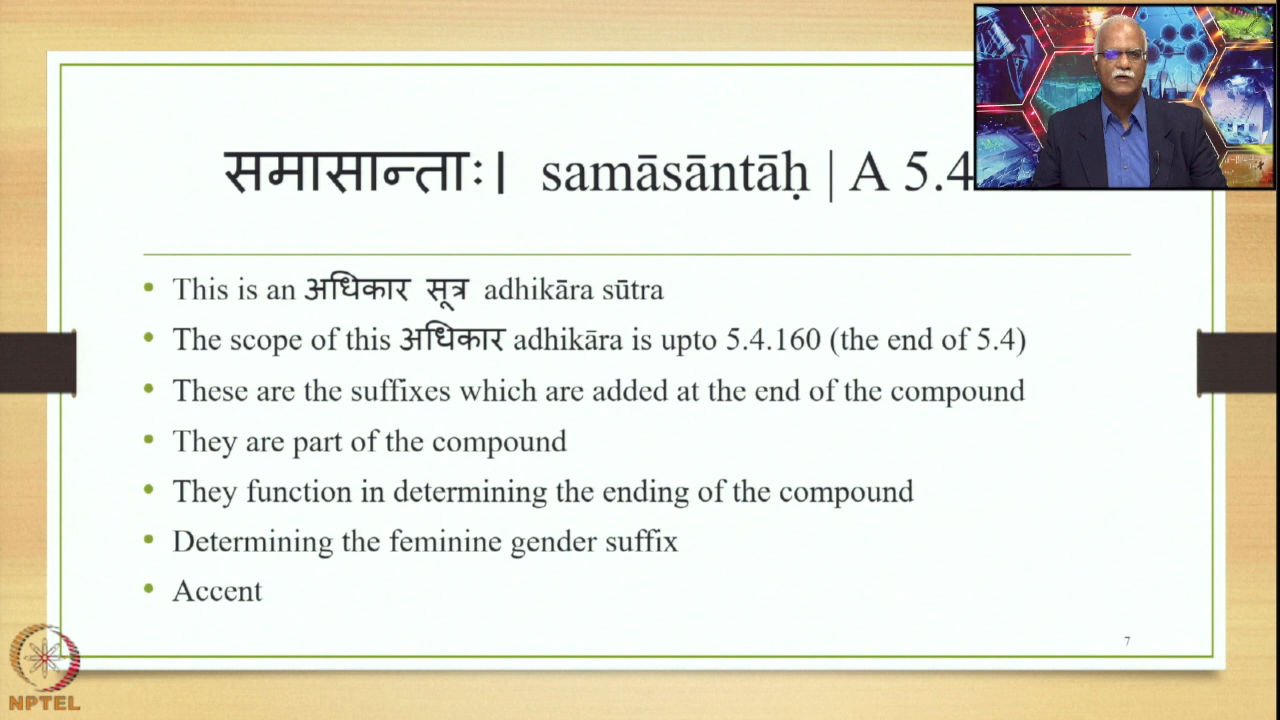 समासान्ताः। samāsāntāḥ | A 5.4
• This is an अधिकार सूत्र adhikāra sūtra
• The scope of this अधिकार adhikāra is upto 5.4.160 (the end of 5.4)
• These are the suffixes which are added at the end of the compound
• They are part of the compound
• They function in determining the ending of the compound
• Determining the feminine gender suffix
• Accent
7
NPTEL